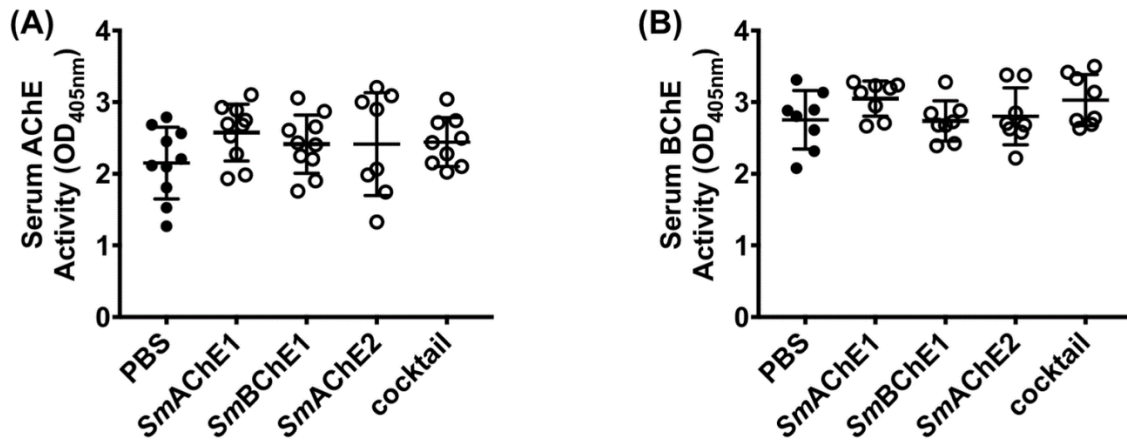 (A)
Serum AChE
Activity (OD405nm)
4
3
2
1
0
PBS
SmAChE1
SmBChE1
SmAChE2
cocktail
(B)
Serum BChE
Activity (OD405nm)
4
3
2
1
0
PBS
SmAChE1
SmBChE1
SmAChE2
cocktail